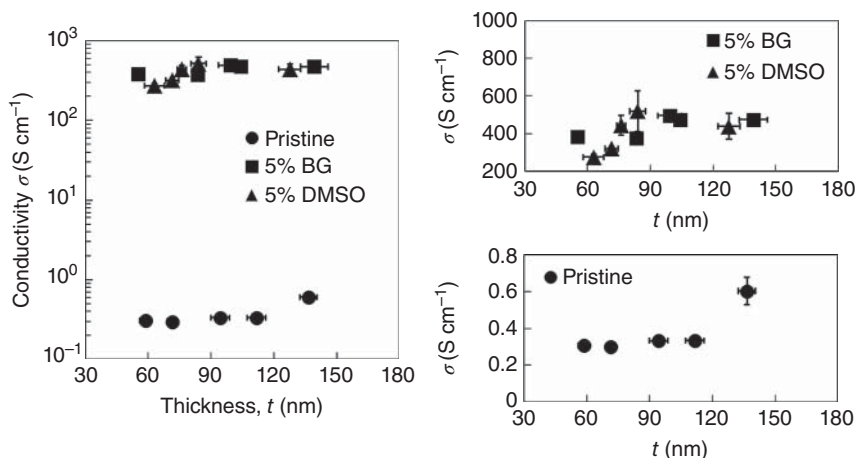 10³
10²
10¹
10⁰
10⁻¹
Conductivity σ (S cm⁻¹)
Pristine
5% BG
5% DMSO
30 60 90 120 150 180
Thickness, t (nm)
1000
800
600
400
200
σ (S cm⁻¹)
5% BG
5% DMSO
30 60 90 120 150 180
t (nm)
0.8
0.6
0.4
0.2
0
σ (S cm⁻¹)
Pristine
30 60 90 120 150 180
t (nm)